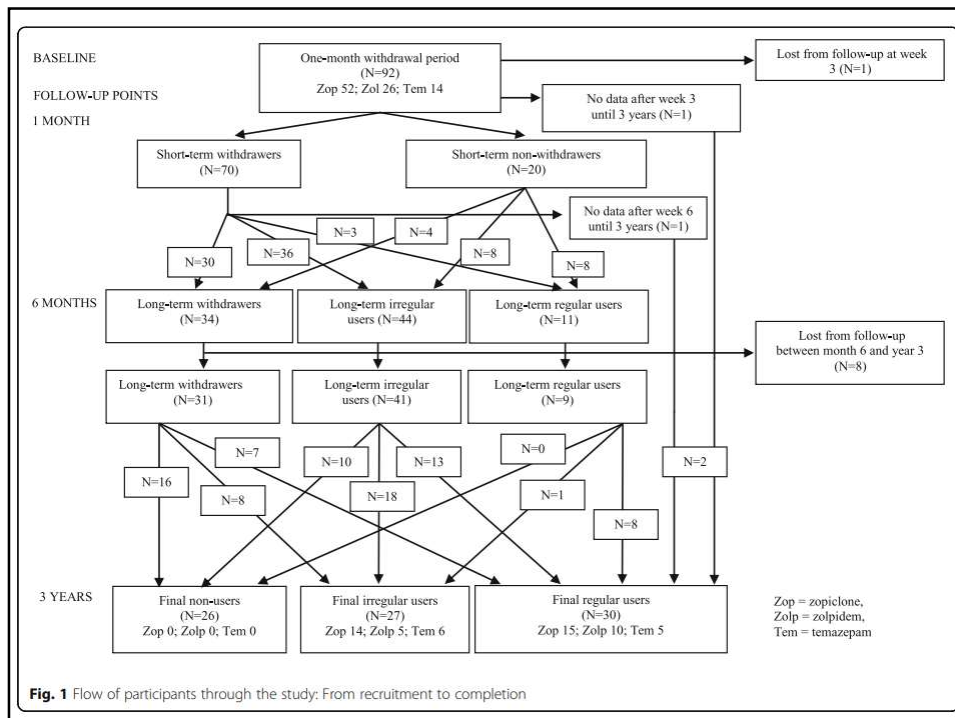 BASELINE
One-month withdrawal period
(N=92)
Zop 52; Zol 26; Tem 14
Lost from follow-up at week
3 (N=1)
FOLLOW-UP POINTS
No data after week 3
until 3 years (N=1)
1 MONTH
Short-term withdrawers
(N=70)
Short-term non-withdrawers
(N=20)
No data after week 6
until 3 years (N=1)
N=30
N=36
N=3
N=4
N=8
N=8
6 MONTHS
Long-term withdrawers
(N=34)
Long-term irregular
users (N=44)
Long-term regular users
(N=11)
Lost from follow-up
between month 6 and year 3
(N=8)
Long-term withdrawers
(N=31)
Long-term irregular
users (N=41)
Long-term regular users
(N=9)
N=16
N=8
N=7
N=10
N=18
N=13
N=0
N=1
N=8
N=2
3 YEARS
Final non-users
(N=26)
Zop 0; Zolp 0; Tem 0
Final irregular users
(N=27)
Zop 14; Zolp 5; Tem 6
Final regular users
(N=30)
Zop 15; Zolp 10; Tem 5
Zop = zopiclone,
Zolp = zolpidem,
Tem = temazepam
Fig. 1 Flow of participants through the study: From recruitment to completion